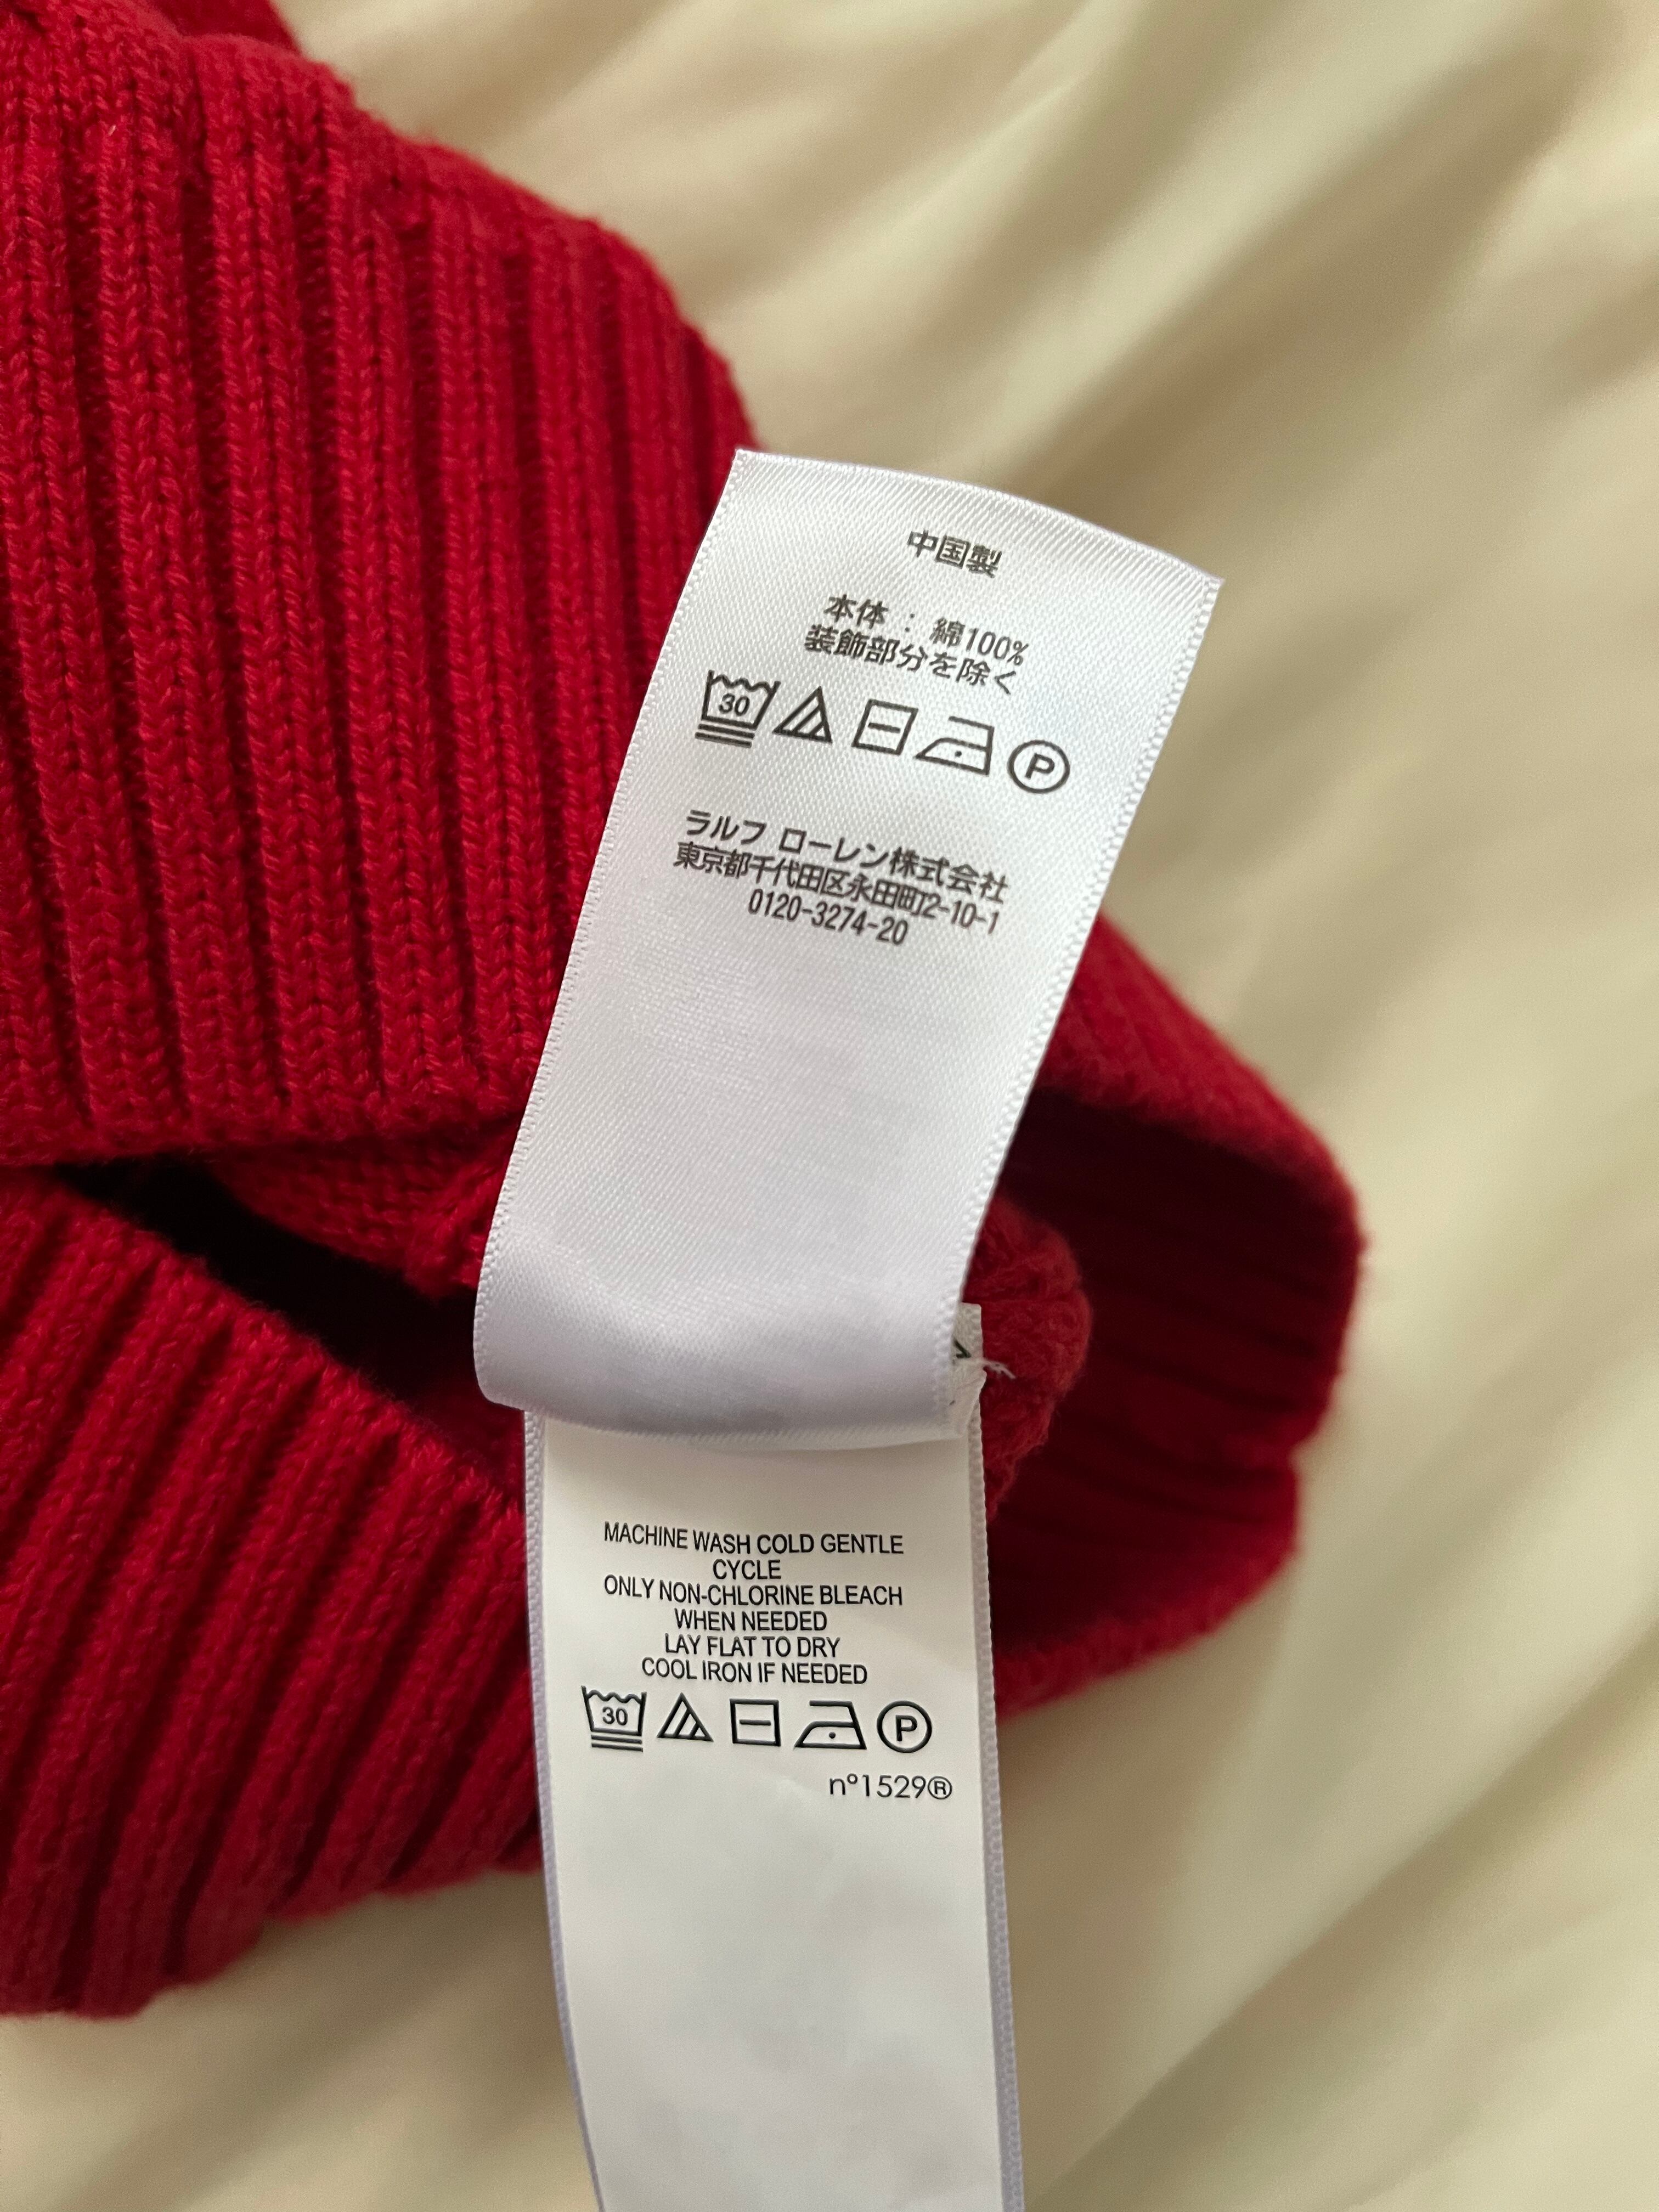 中国製
本体 : 綿100%
装飾部分を除く
30 P
ラルフ ローレン株式会社
東京都千代田区永田町2-10-1
0120-3274-20
MACHINE WASH COLD GENTLE
CYCLE
ONLY NON-CHLORINE BLEACH
WHEN NEEDED
LAY FLAT TO DRY
COOL IRON IF NEEDED
30 P
n°1529®